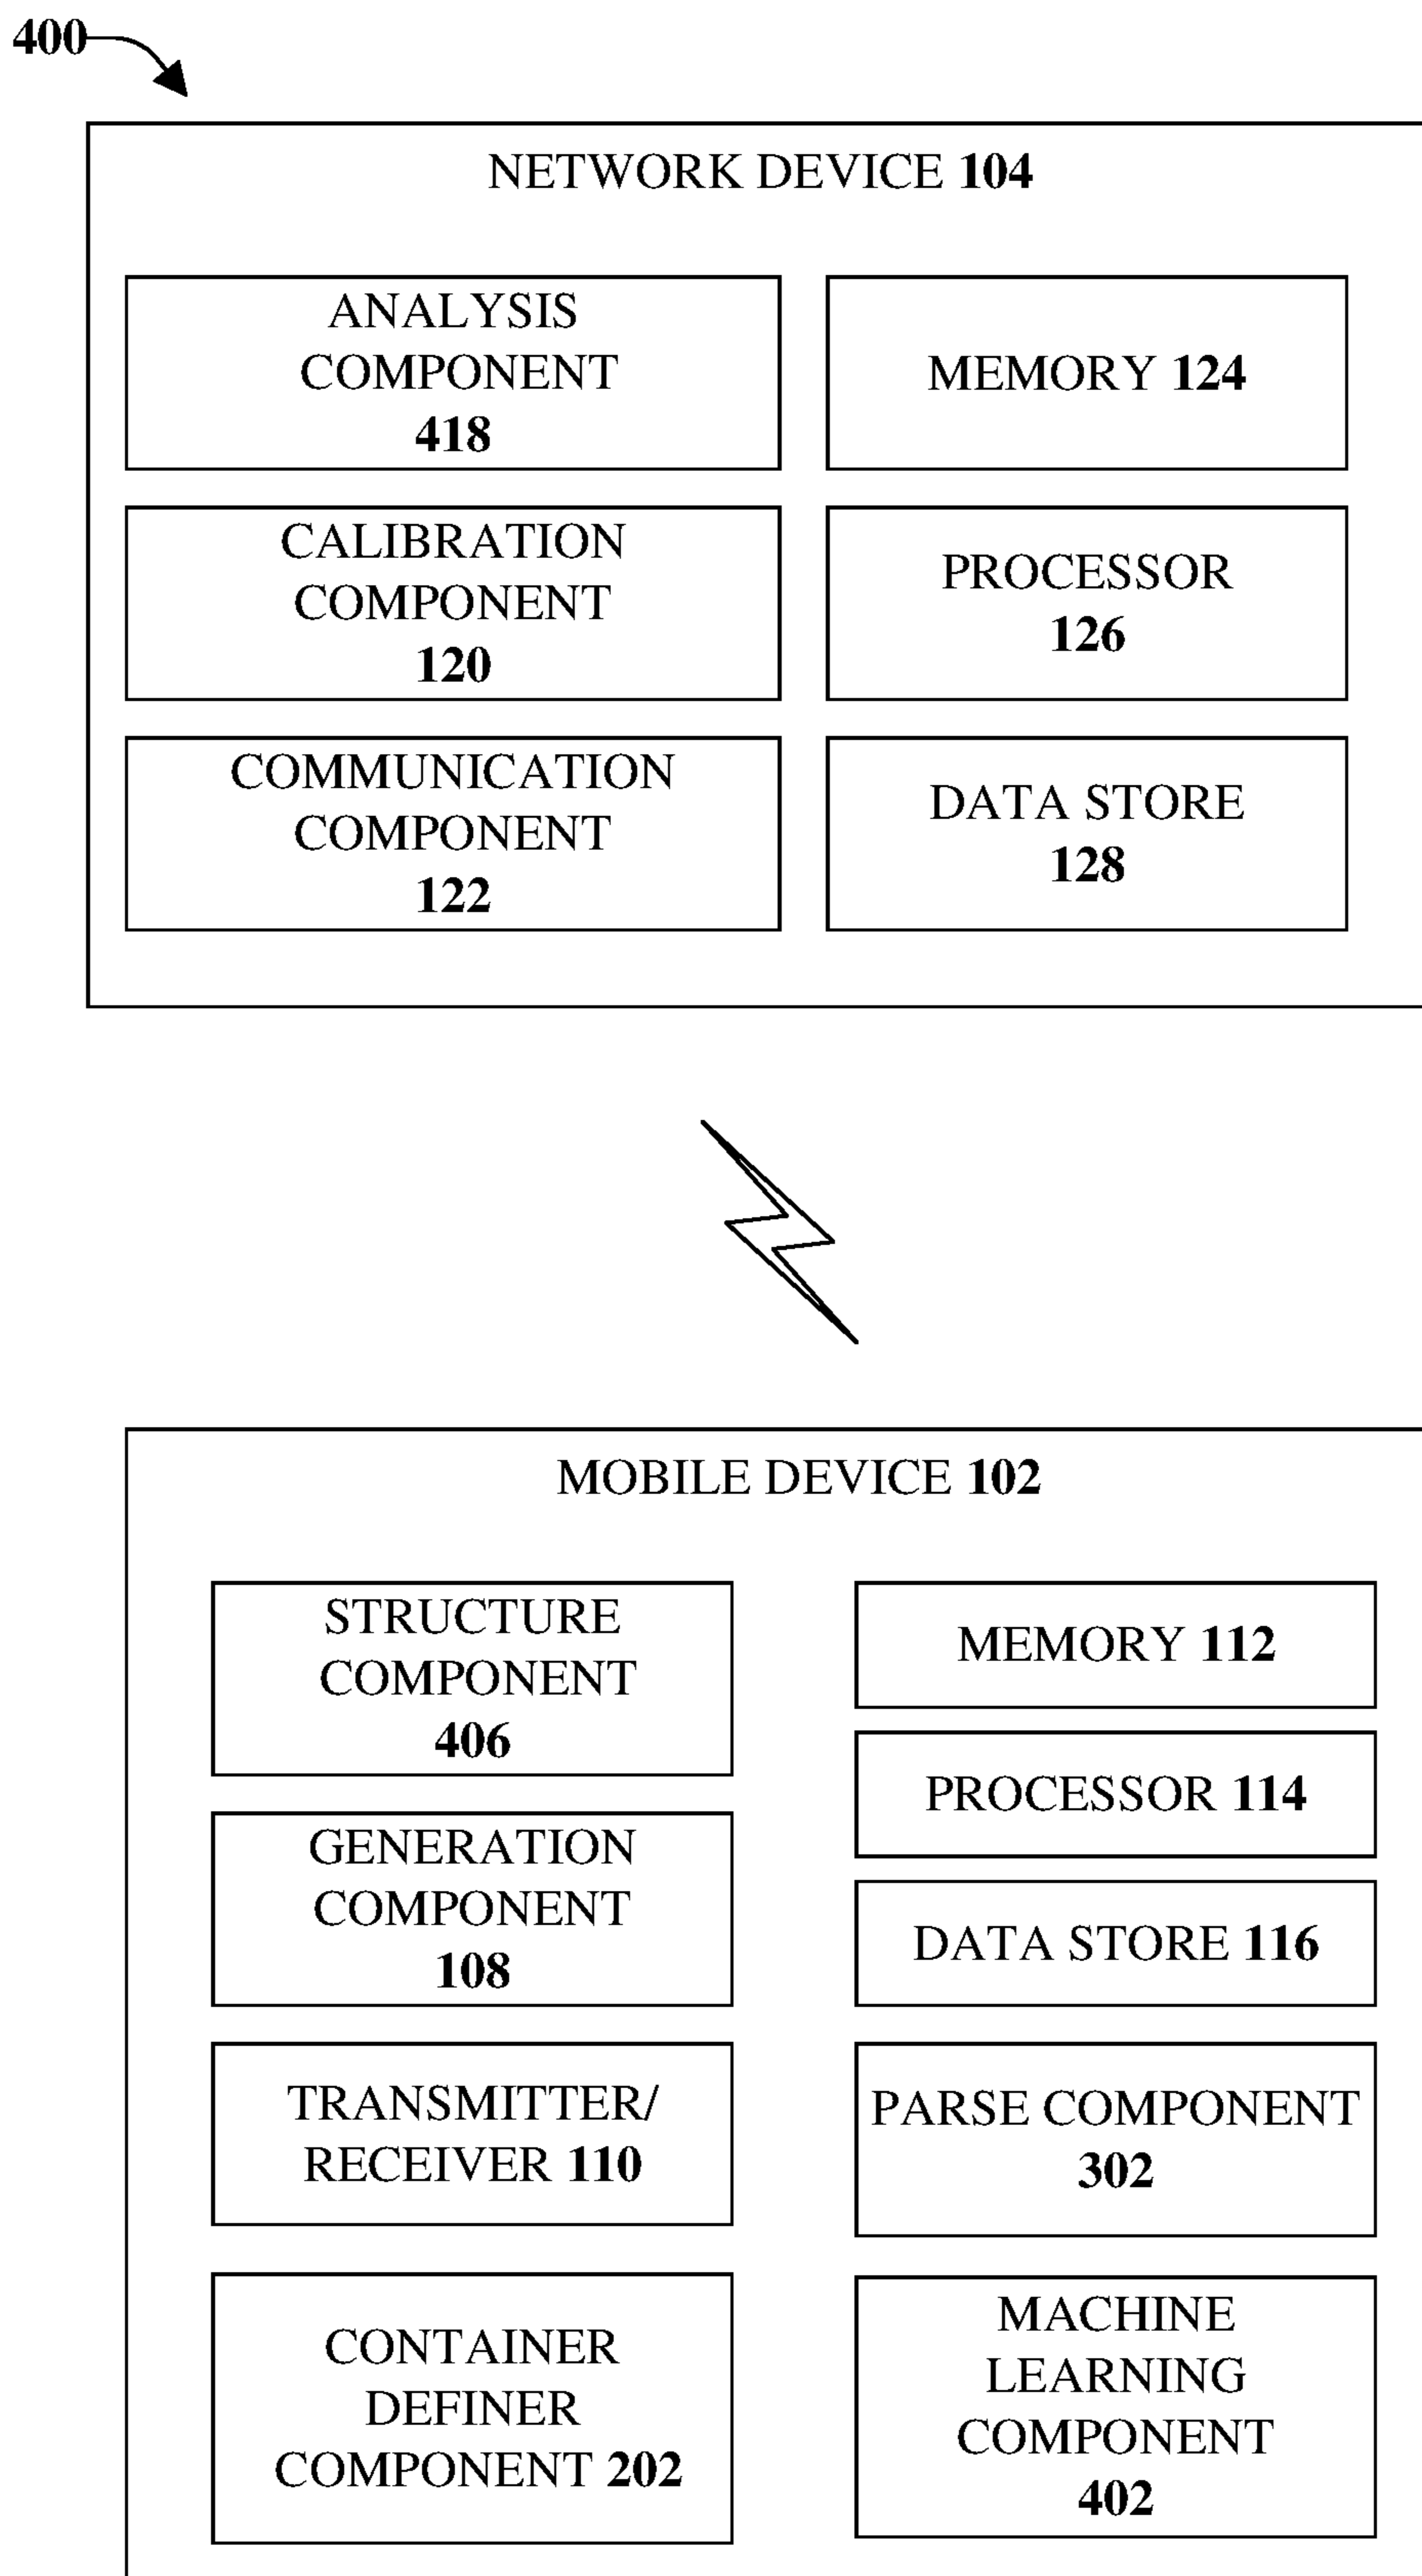 400
NETWORK DEVICE 104
ANALYSIS
COMPONENT
418
MEMORY 124
CALIBRATION
COMPONENT
120
PROCESSOR
126
COMMUNICATION
COMPONENT
122
DATA STORE
128
MOBILE DEVICE 102
STRUCTURE
COMPONENT
406
MEMORY 112
PROCESSOR 114
GENERATION
COMPONENT
108
DATA STORE 116
TRANSMITTER/
RECEIVER 110
PARSE COMPONENT
302
CONTAINER
DEFINER
COMPONENT 202
MACHINE
LEARNING
COMPONENT
402